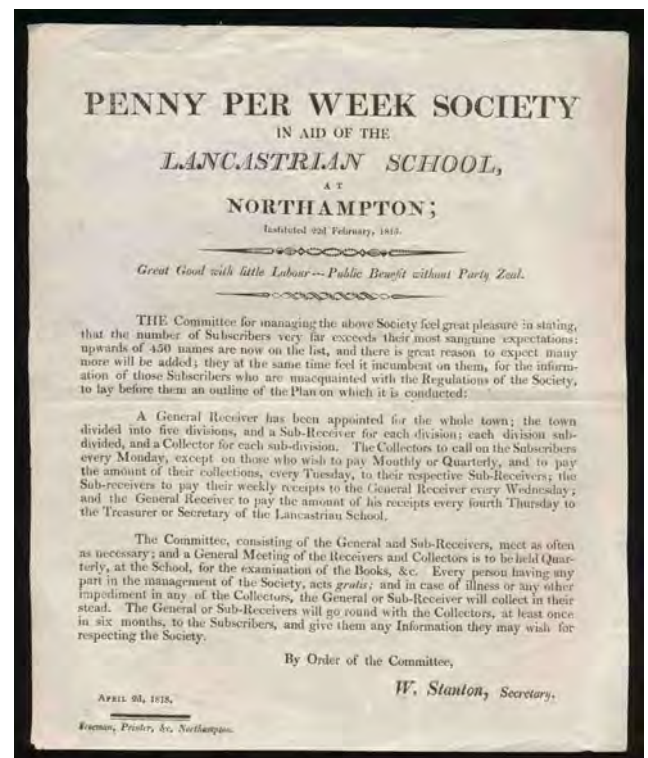 PENNY PER WEEK SOCIETY
IN AID OF THE
LANCASTRIAN SCHOOL,
AT
NORTHAMPTON;
Instituted 22d February, 1813.
Great Good with little Labour—Public Benefit without Party Zeal.
THE Committee for managing the above Society feel great pleasure in stating,
that the number of Subscribers very far exceeds their most sanguine expectations;
upwards of 450 names are now on the list, and there is great reason to expect many
more will be added; they at the same time feel it incumbent on them, for the inform-
ation of those Subscribers who are unacquainted with the Regulations of the Society,
to lay before them an outline of the Plan on which it is conducted:
A General Receiver has been appointed for the whole town; the town
divided into five divisions, and a Sub-Receiver for each division; each division sub-
divided, and a Collector for each sub-division. The Collectors to call on the Subscribers
every Monday, except on those who wish to pay Monthly or Quarterly, and to pay
the amount of their collections, every Tuesday, to their respective Sub-Receivers; the
Sub-receivers to pay their weekly receipts to the General Receiver every Wednesday;
and the General Receiver to pay the amount of his receipts every fourth Thursday to
the Treasurer or Secretary of the Lancastrian School.
The Committee, consisting of the General and Sub-Receivers, meet as often
as necessary; and a General Meeting of the Receivers and Collectors is to be held Quar-
terly, at the School, for the examination of the Books, &c. Every person having any
part in the management of the Society, acts gratis; and in case of illness or any other
impediment in any of the Collectors, the General or Sub-Receiver will collect in their
stead. The General or Sub-Receivers will go round with the Collectors, at least once
in six months, to the Subscribers, and give them any Information they may wish for
respecting the Society.
By Order of the Committee,
W. Stanton, Secretary.
APRIL 2d, 1813.
Printer, &c. Northampton.